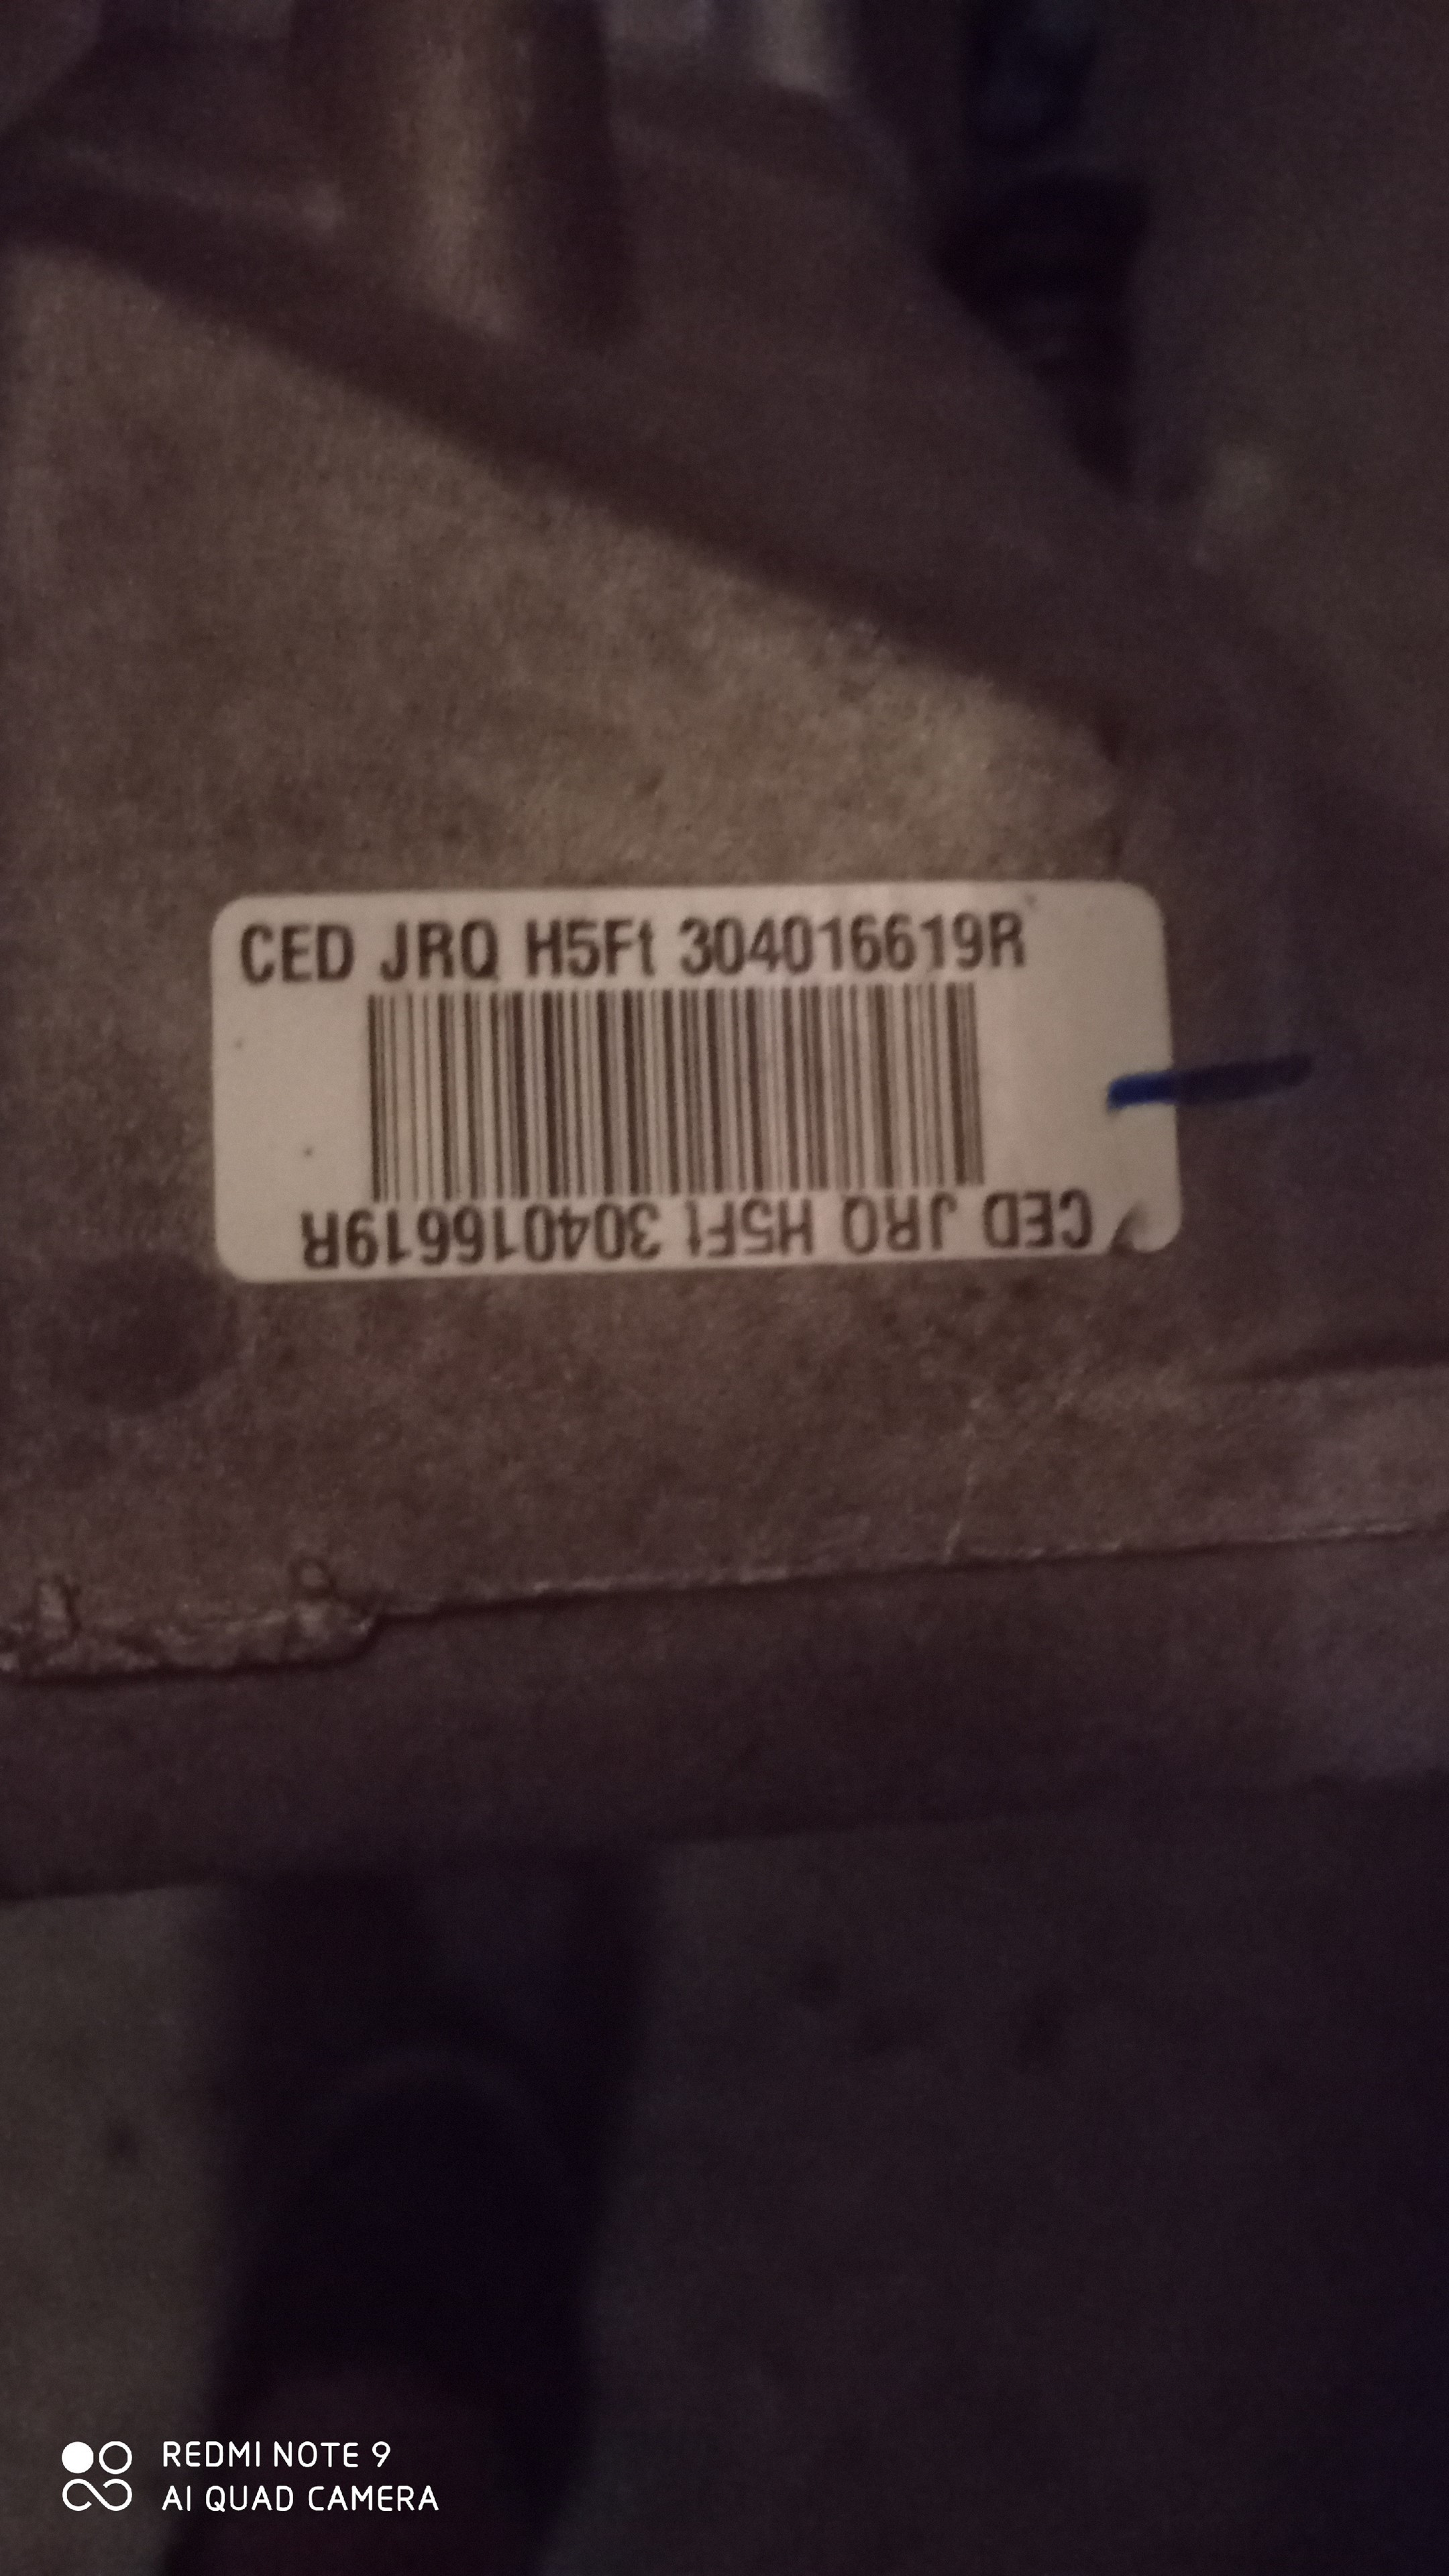 CED JRQ H5Ft 304016619R
CED JRQ H5Ft 304016619R
REDMI NOTE 9
AI QUAD CAMERA